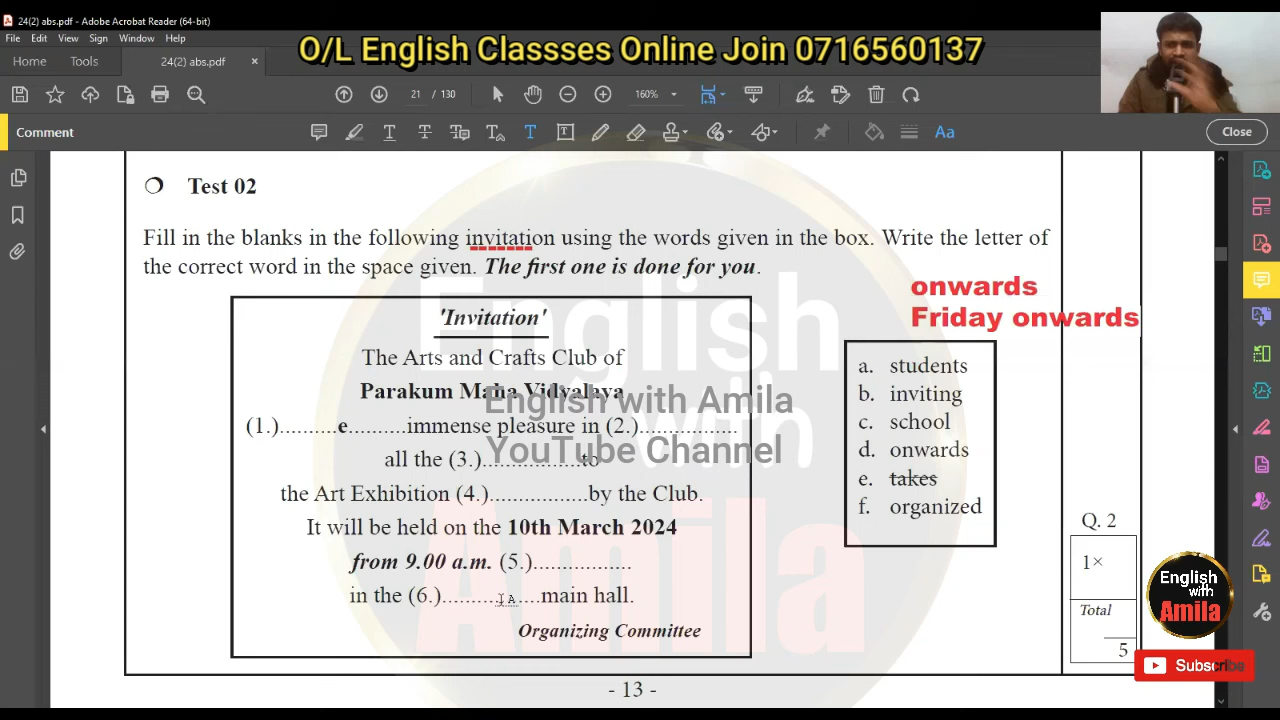 24(2) abs.pdf - Adobe Acrobat Reader (64-bit)
File Edit View Sign Window Help
O/L English Classses Online Join 0716560137
Home Tools 24(2) abs.pdf ×
21 / 130 160%
Comment Close
Test 02
Fill in the blanks in the following invitation using the words given in the box. Write the letter of
the correct word in the space given. The first one is done for you.
onwards
Friday onwards
'Invitation'
The Arts and Crafts Club of
Parakum Maha Vidyalaya
(1.)..........e..........immense pleasure in (2.).................
all the (3.).................to
the Art Exhibition (4.).................by the Club.
It will be held on the 10th March 2024
from 9.00 a.m. (5.).................
in the (6.).................main hall.
Organizing Committee
a. students
b. inviting
c. school
d. onwards
e. takes
f. organized
Q. 2
1×
Total
5
- 13 -
English with Amila
YouTube Channel
English
with
Amila
English
with
Amila
Subscribe